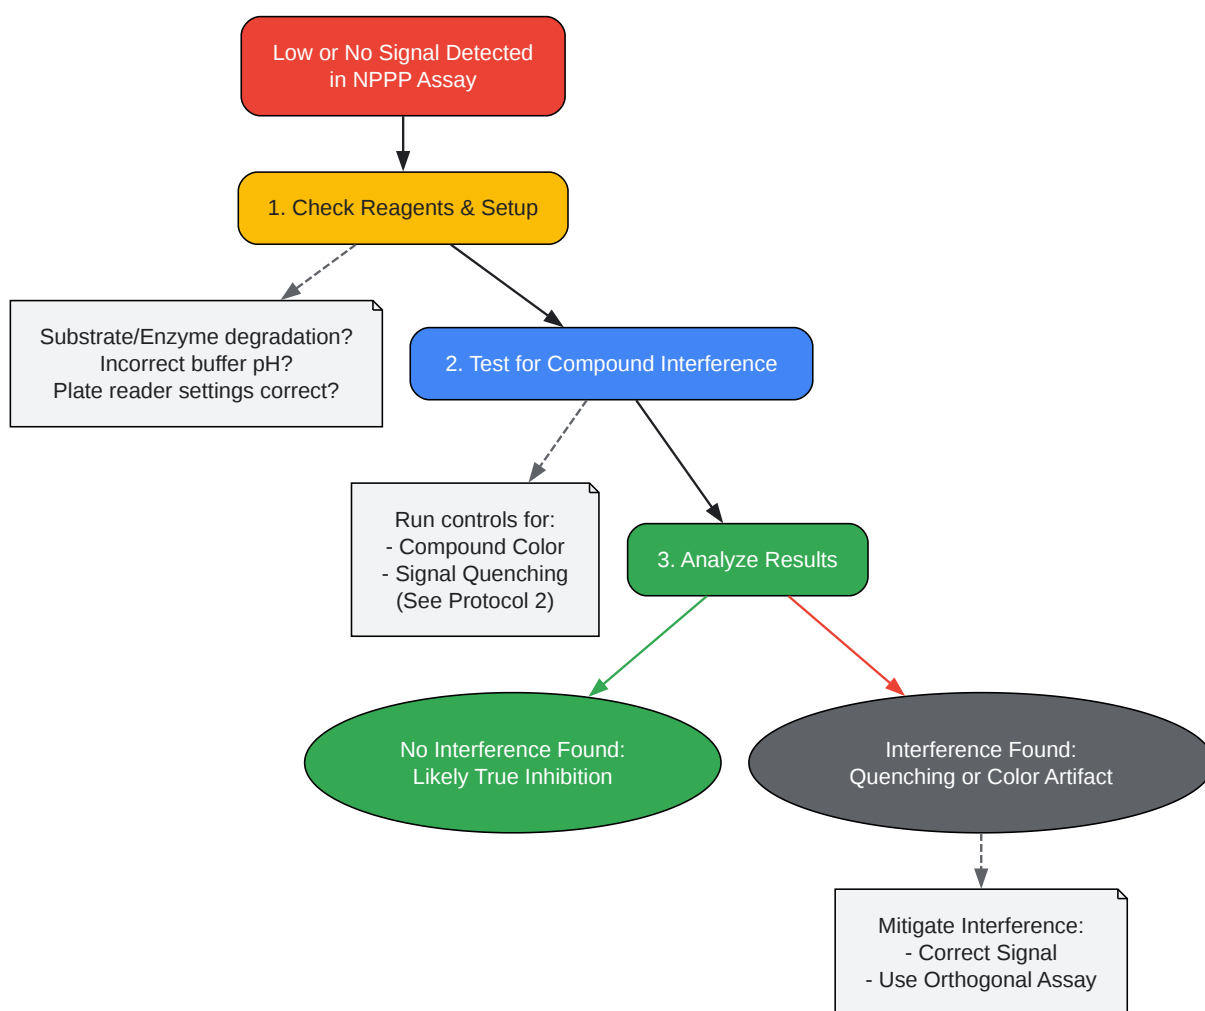 Low or No Signal Detected
in NPPP Assay
1. Check Reagents & Setup
Substrate/Enzyme degradation?
Incorrect buffer pH?
Plate reader settings correct?
2. Test for Compound Interference
Run controls for:
- Compound Color
- Signal Quenching
(See Protocol 2)
3. Analyze Results
No Interference Found:
Likely True Inhibition
Interference Found:
Quenching or Color Artifact
Mitigate Interference:
- Correct Signal
- Use Orthogonal Assay